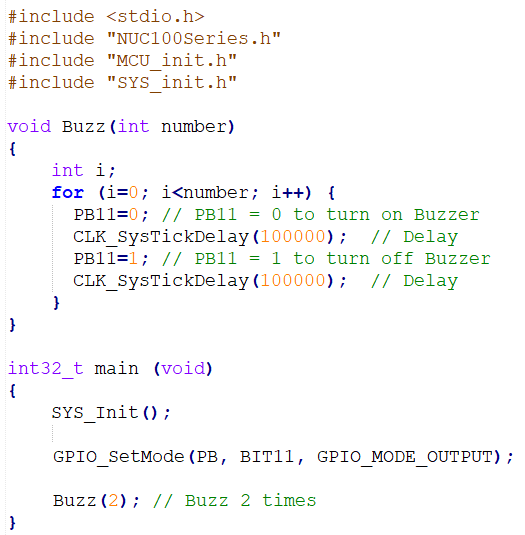 #include <stdio.h>
#include "NUC100Series.h"
#include "MCU_init.h"
#include "SYS_init.h"

void Buzz(int number)
{
    int i;
    for (i=0; i<number; i++) {
      PB11=0; // PB11 = 0 to turn on Buzzer
      CLK_SysTickDelay(100000);  // Delay
      PB11=1; // PB11 = 1 to turn off Buzzer
      CLK_SysTickDelay(100000);  // Delay
    }
}

int32_t main (void)
{
    SYS_Init();

    GPIO_SetMode(PB, BIT11, GPIO_MODE_OUTPUT);

    Buzz(2); // Buzz 2 times
}